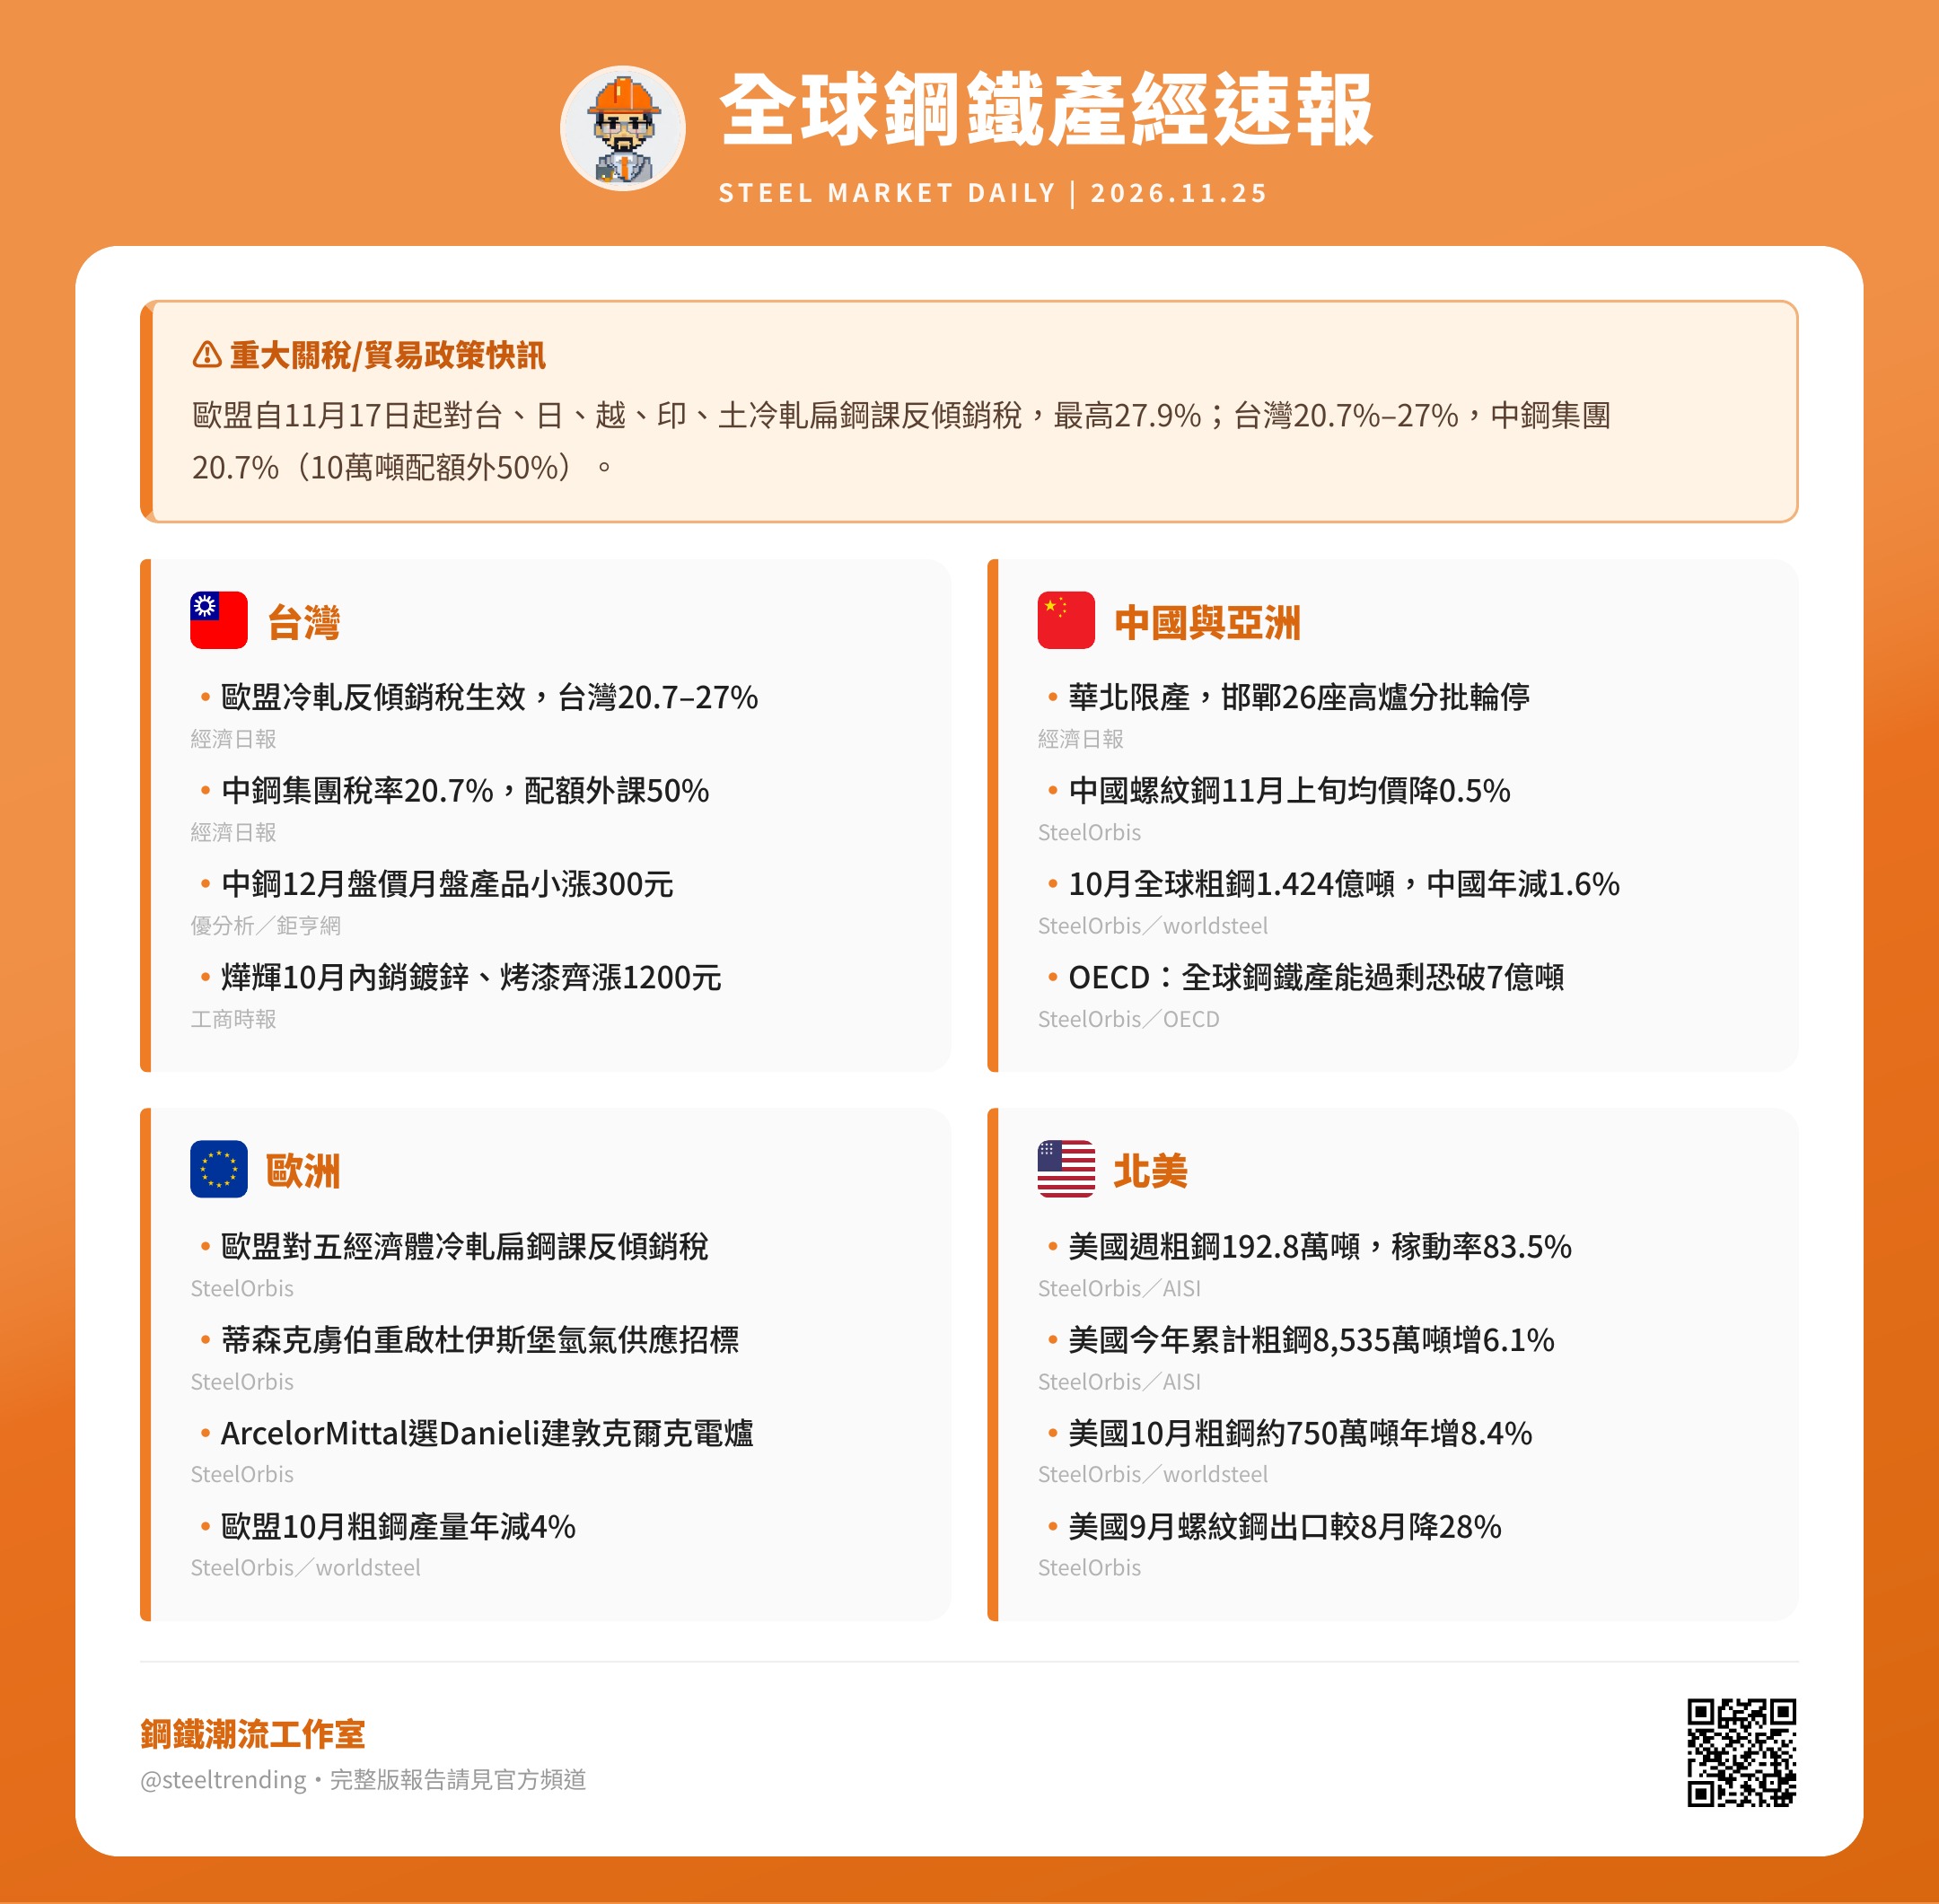 全球鋼鐵產經速報
STEEL MARKET DAILY | 2026.11.25
重大關稅/貿易政策快訊
歐盟自11月17日起對台、日、越、印、土冷軋扁鋼課反傾銷稅，最高27.9%；台灣20.7%–27%，中鋼集團
20.7%（10萬噸配額外50%）。
台灣
•歐盟冷軋反傾銷稅生效，台灣20.7–27%
經濟日報
•中鋼集團稅率20.7%，配額外課50%
經濟日報
•中鋼12月盤價月盤產品小漲300元
優分析／鉅亨網
•燁輝10月內銷鍍鋅、烤漆齊漲1200元
工商時報
中國與亞洲
•華北限產，邯鄲26座高爐分批輪停
經濟日報
•中國螺紋鋼11月上旬均價降0.5%
SteelOrbis
•10月全球粗鋼1.424億噸，中國年減1.6%
SteelOrbis／worldsteel
•OECD：全球鋼鐵產能過剩恐破7億噸
SteelOrbis／OECD
歐洲
•歐盟對五經濟體冷軋扁鋼課反傾銷稅
SteelOrbis
•蒂森克虜伯重啟杜伊斯堡氫氣供應招標
SteelOrbis
•ArcelorMittal選Danieli建敦克爾克電爐
SteelOrbis
•歐盟10月粗鋼產量年減4%
SteelOrbis／worldsteel
北美
•美國週粗鋼192.8萬噸，稼動率83.5%
SteelOrbis／AISI
•美國今年累計粗鋼8,535萬噸增6.1%
SteelOrbis／AISI
•美國10月粗鋼約750萬噸年增8.4%
SteelOrbis／worldsteel
•美國9月螺紋鋼出口較8月降28%
SteelOrbis
鋼鐵潮流工作室
@steeltrending・完整版報告請見官方頻道